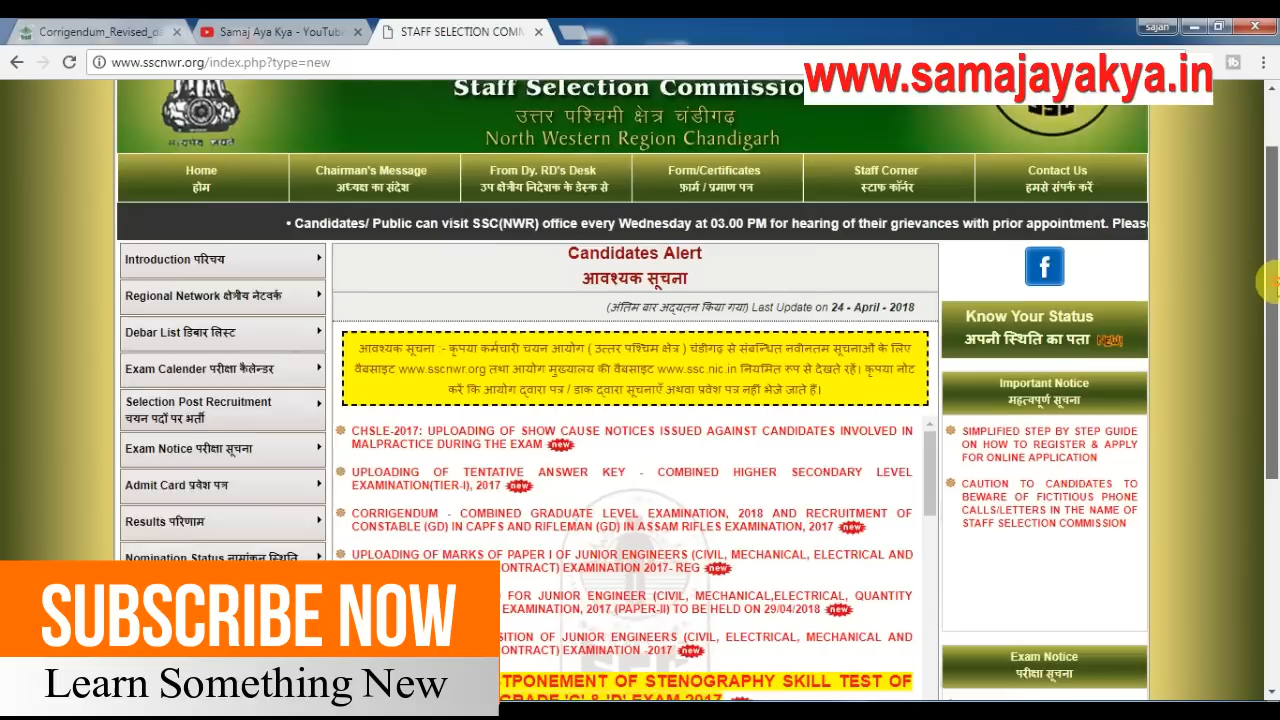 Corrigendum_Revised_da
Samaj Aya Kya - YouTube
STAFF SELECTION COMM
sajan
www.sscnwr.org/index.php?type=new
www.samajayakya.in
Staff Selection Commissio
उत्तर पश्चिमी क्षेत्र चंडीगढ़
North Western Region Chandigarh
सत्यमेव जयते
Home
होम
Chairman's Message
अध्यक्ष का संदेश
From Dy. RD's Desk
उप क्षेत्रीय निदेशक के डेस्क से
Form/Certificates
फ़ार्म / प्रमाण पत्र
Staff Corner
स्टाफ कॉर्नर
Contact Us
हमसे संपर्क करें
• Candidates/ Public can visit SSC(NWR) office every Wednesday at 03.00 PM for hearing of their grievances with prior appointment. Pleas
Introduction परिचय
Regional Network क्षेत्रीय नेटवर्क
Debar List डिबार लिस्ट
Exam Calender परीक्षा कैलेन्डर
Selection Post Recruitment
चयन पदों पर भर्ती
Exam Notice परीक्षा सूचना
Admit Card प्रवेश पत्र
Results परिणाम
Nomination Status नामांकन स्थिति
Candidates Alert
आवश्यक सूचना
(अंतिम बार अद्यतन किया गया) Last Update on 24 - April - 2018
आवश्यक सूचना :- कृपया कर्मचारी चयन आयोग ( उत्तर पश्चिम क्षेत्र ) चंडीगढ़ से संबन्धित नवीनतम सूचनाओं के लिए
वैबसाइट www.sscnwr.org तथा आयोग मुख्यालय की वैबसाइट www.ssc.nic.in नियमित रूप से देखते रहें। कृपया नोट
करें कि आयोग द्वारा पत्र / डाक द्वारा सूचनाएँ अथवा प्रवेश पत्र नहीं भेजे जाते हैं।
CHSLE-2017: UPLOADING OF SHOW CAUSE NOTICES ISSUED AGAINST CANDIDATES INVOLVED IN
MALPRACTICE DURING THE EXAM new
UPLOADING OF TENTATIVE ANSWER KEY - COMBINED HIGHER SECONDARY LEVEL
EXAMINATION(TIER-I), 2017 new
CORRIGENDUM - COMBINED GRADUATE LEVEL EXAMINATION, 2018 AND RECRUITMENT OF
CONSTABLE (GD) IN CAPFS AND RIFLEMAN (GD) IN ASSAM RIFLES EXAMINATION, 2017 new
UPLOADING OF MARKS OF PAPER I OF JUNIOR ENGINEERS (CIVIL, MECHANICAL, ELECTRICAL AND
ONTRACT) EXAMINATION 2017- REG new
FOR JUNIOR ENGINEER (CIVIL, MECHANICAL,ELECTRICAL, QUANTITY
EXAMINATION, 2017 (PAPER-II) TO BE HELD ON 29/04/2018 new
SITION OF JUNIOR ENGINEERS (CIVIL, ELECTRICAL, MECHANICAL AND
ONTRACT) EXAMINATION -2017 new
TPONEMENT OF STENOGRAPHY SKILL TEST OF
GRADE 'C' & 'D' EXAM 2017
Know Your Status
अपनी स्थिति का पता NEW
Important Notice
महत्वपूर्ण सूचना
SIMPLIFIED STEP BY STEP GUIDE
ON HOW TO REGISTER & APPLY
FOR ONLINE APPLICATION
CAUTION TO CANDIDATES TO
BEWARE OF FICTITIOUS PHONE
CALLS/LETTERS IN THE NAME OF
STAFF SELECTION COMMISSION
Exam Notice
परीक्षा सूचना
SUBSCRIBE NOW
Learn Something New